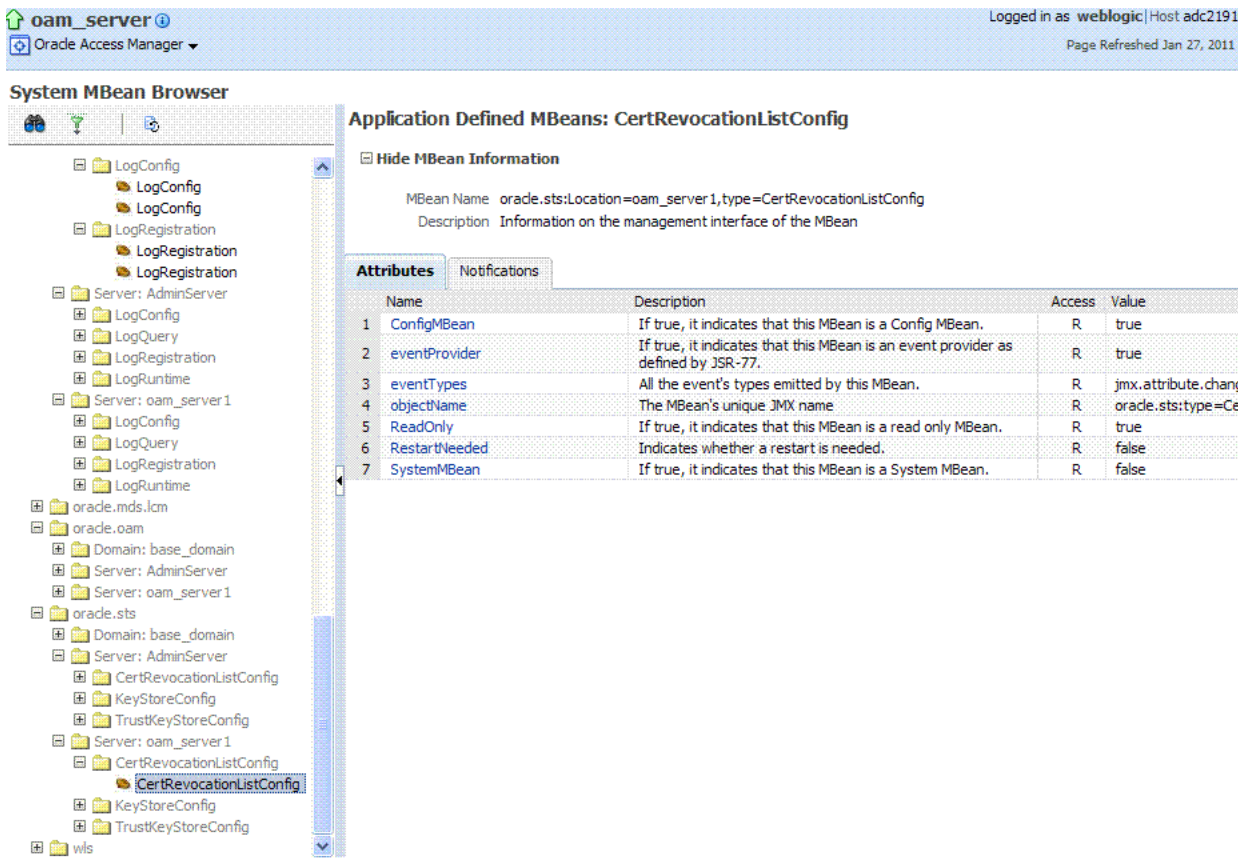 oam_server
Logged in as weblogic|Host adc2191
Oracle Access Manager
Page Refreshed Jan 27, 2011
System MBean Browser
LogConfig
LogConfig
LogConfig
LogRegistration
LogRegistration
LogRegistration
Server: AdminServer
LogConfig
LogQuery
LogRegistration
LogRuntime
Server: oam_server1
LogConfig
LogQuery
LogRegistration
LogRuntime
oracle.mds.lcm
oracle.oam
Domain: base_domain
Server: AdminServer
Server: oam_server1
oracle.sts
Domain: base_domain
Server: AdminServer
CertRevocationListConfig
KeyStoreConfig
TrustKeyStoreConfig
Server: oam_server1
CertRevocationListConfig
CertRevocationListConfig
KeyStoreConfig
TrustKeyStoreConfig
wls
Application Defined MBeans: CertRevocationListConfig
Hide MBean Information
MBean Name oracle.sts:Location=oam_server1,type=CertRevocationListConfig
Description Information on the management interface of the MBean
Attributes Notifications
Name Description Access Value
1 ConfigMBean If true, it indicates that this MBean is a Config MBean. R true
2 eventProvider If true, it indicates that this MBean is an event provider as defined by JSR-77. R true
3 eventTypes All the event's types emitted by this MBean. R jmx.attribute.chang
4 objectName The MBean's unique JMX name R oracle.sts:type=Ce
5 ReadOnly If true, it indicates that this MBean is a read only MBean. R true
6 RestartNeeded Indicates whether a restart is needed. R false
7 SystemMBean If true, it indicates that this MBean is a System MBean. R false